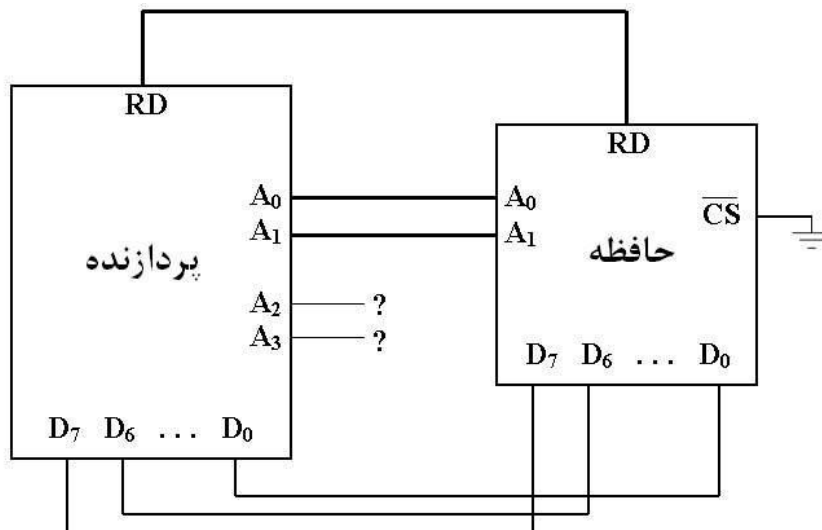 RD
RD
A₀
A₀
CS
A₁
A₁
پردازنده
حافظه
A₂ ?
A₃ ?
D₇ D₆ . . . D₀
D₇ D₆ . . . D₀